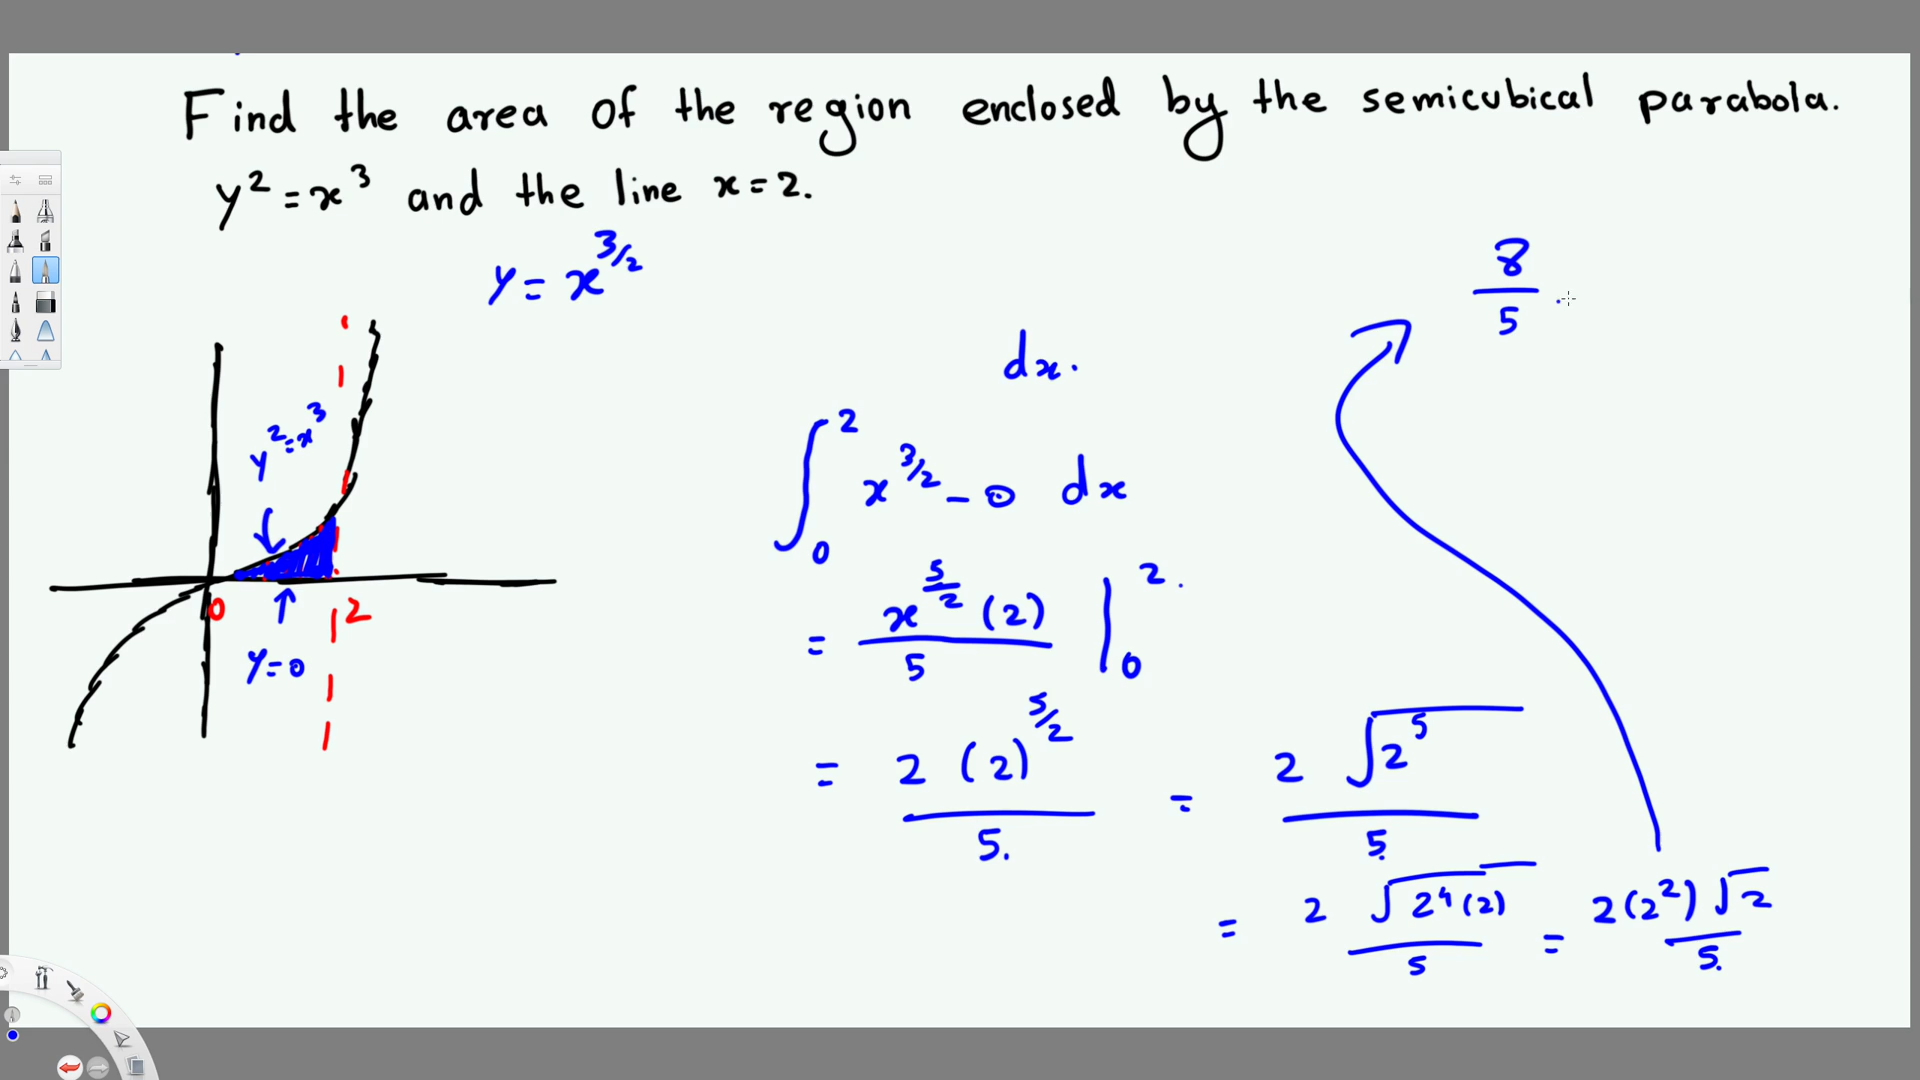 Find the area of the region enclosed by the semicubical parabola.
y² = x³ and the line x = 2.
y = x^3/2
8/5 .
dx.
y² = x³
0
2
y = 0
∫₀² x^3/2 - 0 dx
= x^5/2 (2) / 5 |₀² .
= 2 (2)^5/2 / 5. = 2 √2⁵ / 5.
= 2 √2⁴(2) / 5 = 2(2²) √2 / 5.